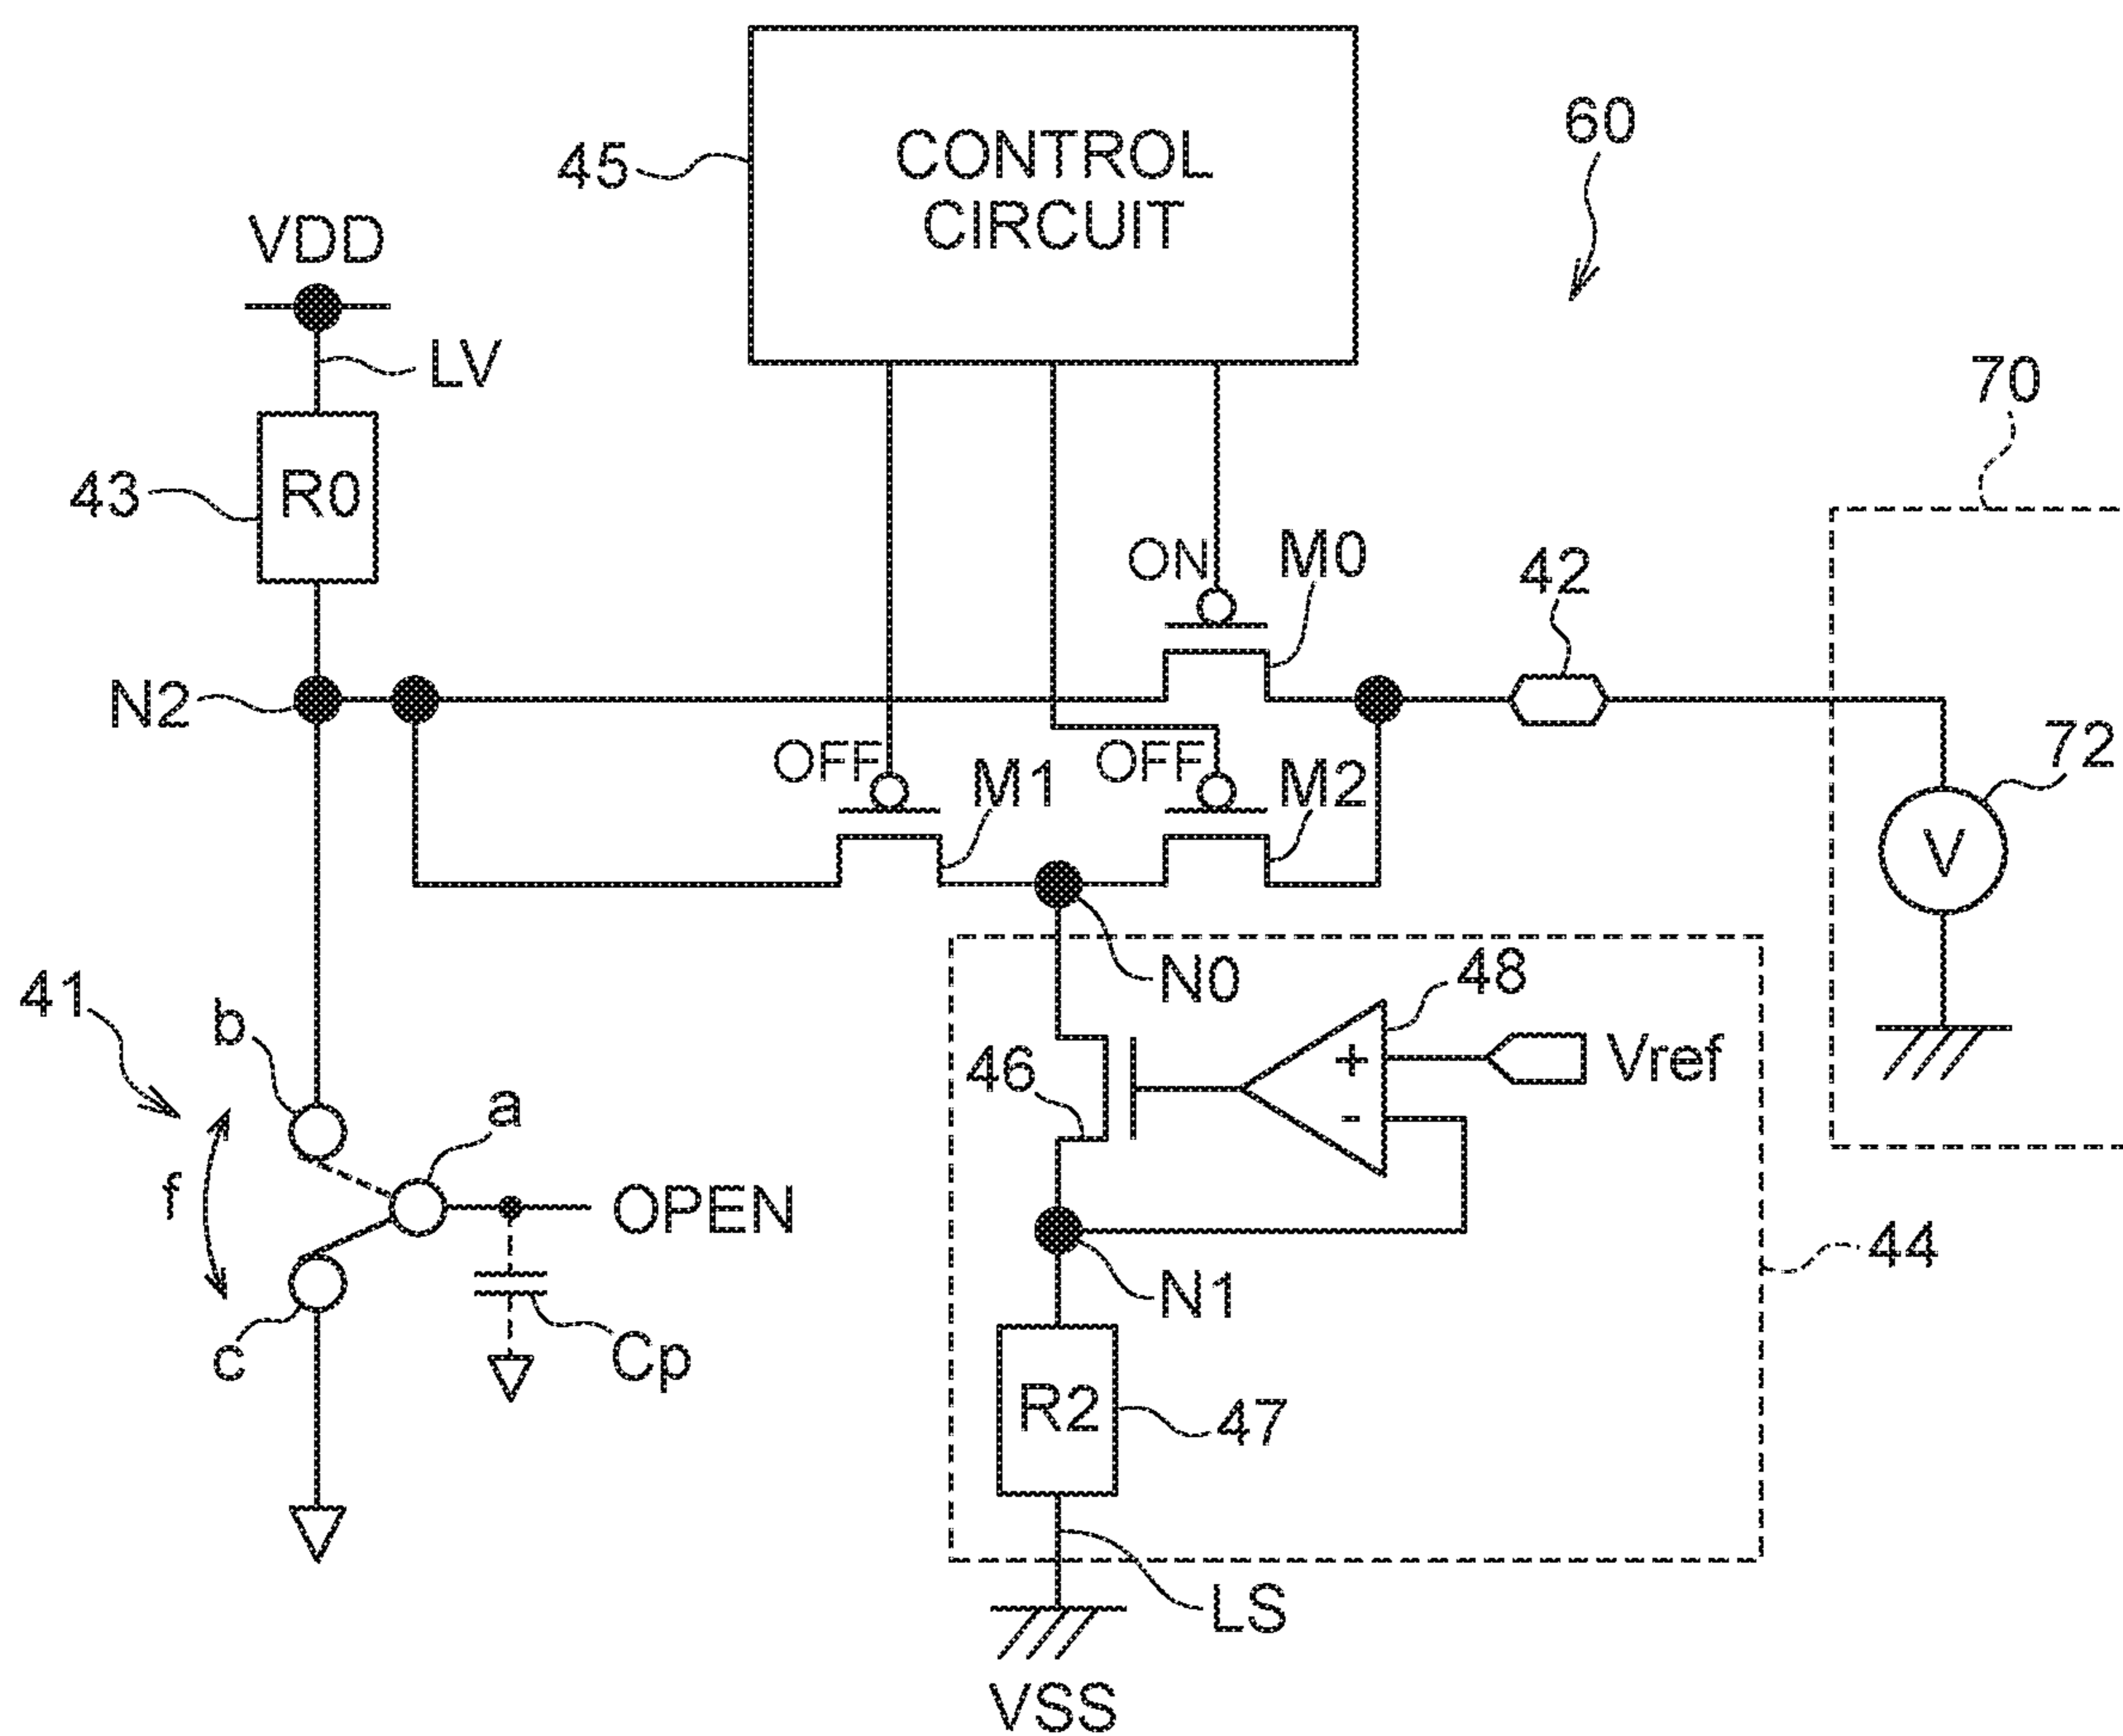 CONTROL
CIRCUIT
45
60
VDD
LV
70
43
R0
ON
M0
42
N2
72
OFF
M1
OFF
M2
V
N0
48
41
b
46
+
Vref
a
-
f
OPEN
44
N1
c
Cp
R2
47
LS
VSS